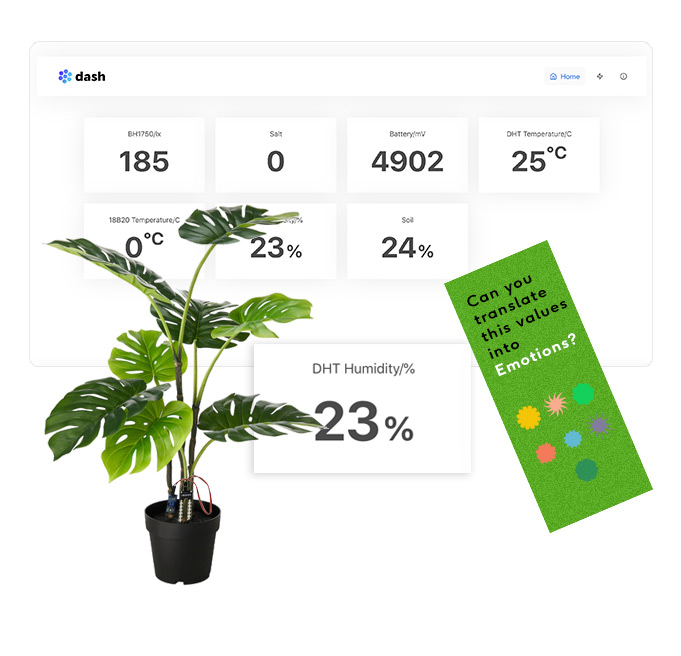 dash
Home
BH1750/lx
185
Salt
0
Battery/mV
4902
DHT Temperature/C
25°C
18B20 Temperature/C
0°C
23%
Soil
24%
DHT Humidity/%
23%
Can you
translate
this values
into
Emotions?